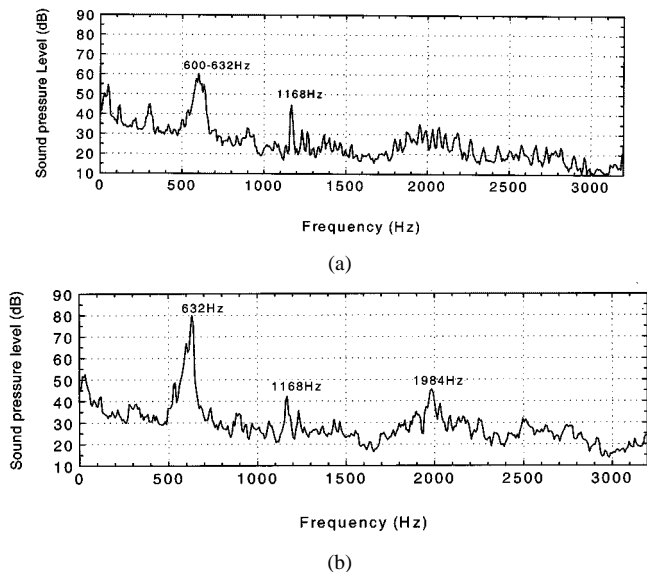 Sound pressure Level (dB)
90
80
70
60
50
40
30
20
10
600-632Hz
1168Hz
0 500 1000 1500 2000 2500 3000
Frequency (Hz)
(a)
Sound pressure level (dB)
90
80
70
60
50
40
30
20
10
632Hz
1168Hz
1984Hz
0 500 1000 1500 2000 2500 3000
Frequency (Hz)
(b)